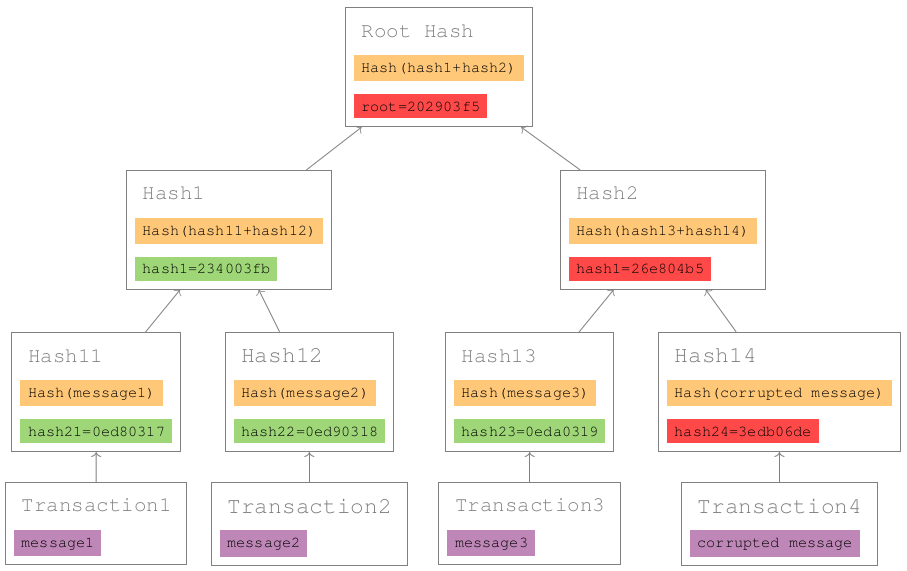 Root Hash
Hash(hash1+hash2)
root=202903f5
Hash1
Hash(hash11+hash12)
hash1=234003fb
Hash2
Hash(hash13+hash14)
hash1=26e804b5
Hash11
Hash(message1)
hash21=0ed80317
Hash12
Hash(message2)
hash22=0ed90318
Hash13
Hash(message3)
hash23=0eda0319
Hash14
Hash(corrupted message)
hash24=3edb06de
Transaction1
message1
Transaction2
message2
Transaction3
message3
Transaction4
corrupted message